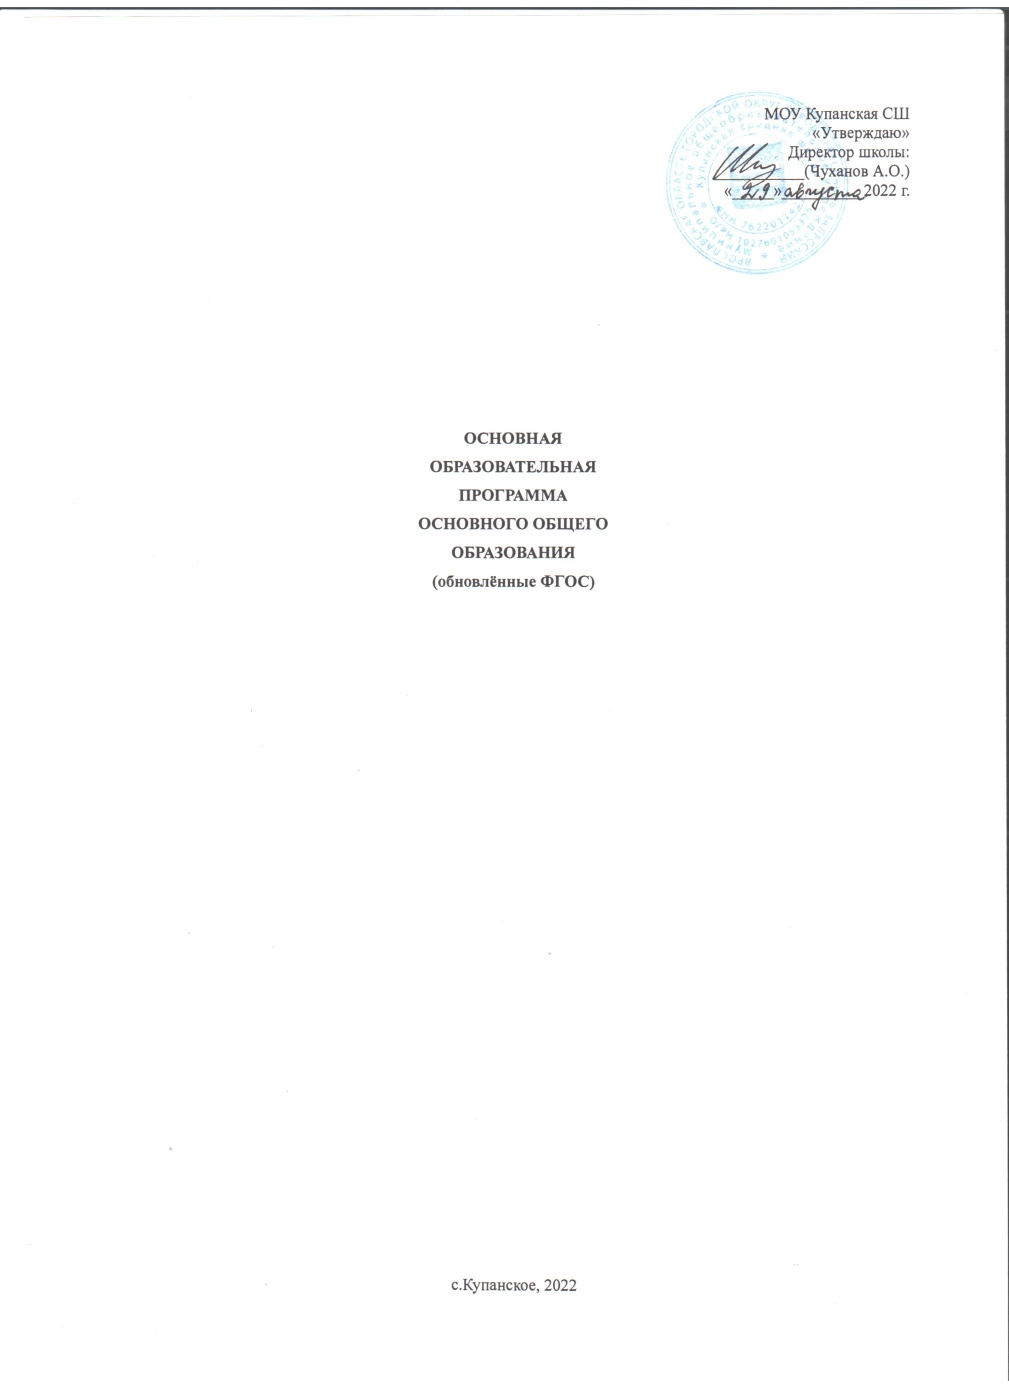 МОУ Купанская СШ
«Утверждаю»
Директор школы:
(Чуханов А.О.)
« 29 » августа 2022 г.
ОСНОВНАЯ
ОБРАЗОВАТЕЛЬНАЯ
ПРОГРАММА
ОСНОВНОГО ОБЩЕГО
ОБРАЗОВАНИЯ
(обновлённые ФГОС)
с.Купанское, 2022